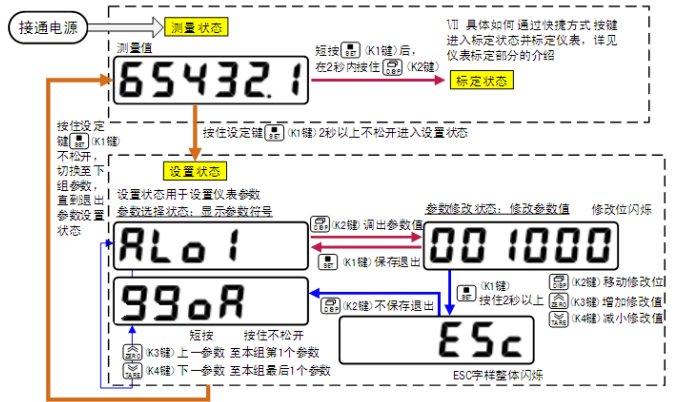 接通电源
测量状态
测量值
65432.1
短按 SET (K1键)后，
在2秒内按住 DISP (K2键)
VII 具体如何通过快捷方式按键
进入标定状态并标定仪表，详见
仪表标定部分的介绍
标定状态
按住设定
键 SET (K1键)
不松开，
切换至下
组参数，
直到退出
参数设置
状态
按住设定键 SET (K1键)2秒以上不松开进入设置状态
设置状态
设置状态用于设置仪表参数
参数选择状态：显示参数符号
ALo1
DISP (K2键)调出参数值
SET (K1键)保存退出
参数修改状态：修改参数值 修改位闪烁
001000
SET (K1键)
按住2秒以上
DISP (K2键)移动修改位
ZERO (K3键)增加修改值
TARE (K4键)减小修改值
99oA
DISP (K2键)不保存退出
ESc
ESC字样整体闪烁
短按 按住不松开
ZERO (K3键)上一参数 至本组第1个参数
TARE (K4键)下一参数 至本组最后1个参数